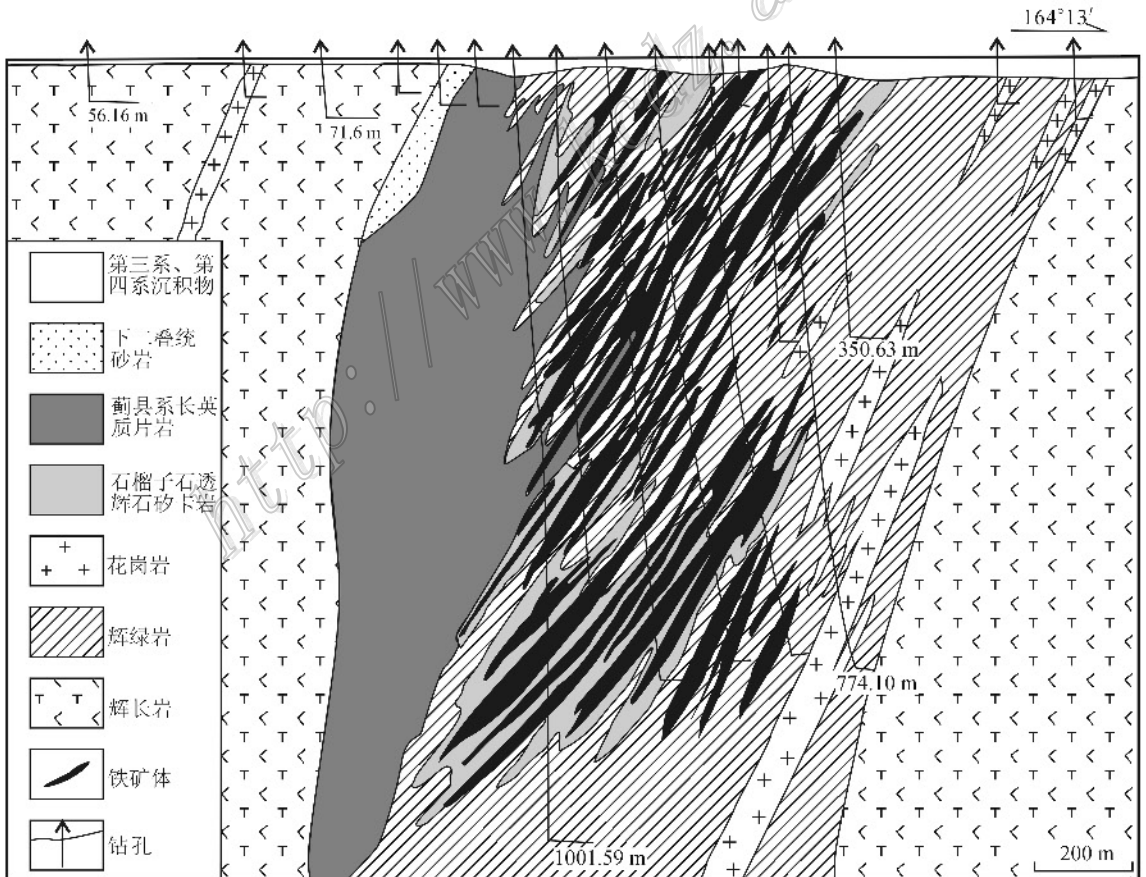 164°13′
56.16 m
71.6 m
第三系、第
四系沉积物
下二叠统
砂岩
蓟县系长英
质片岩
石榴子石透
辉石矽卡岩
花岗岩
辉绿岩
辉长岩
铁矿体
钻孔
350.63 m
774.10 m
1001.59 m
200 m
http://www.